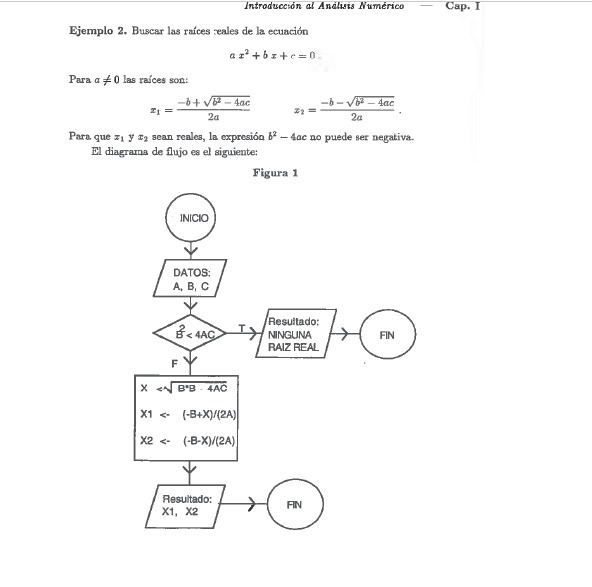 Introducción al Análisis Numérico — Cap. I
Ejemplo 2. Buscar las raíces reales de la ecuación
a x² + b x + c = 0
Para a ≠ 0 las raíces son:
x₁ = (-b + √(b² − 4ac)) / 2a    x₂ = (-b − √(b² − 4ac)) / 2a .
Para que x₁ y x₂ sean reales, la expresión b² − 4ac no puede ser negativa.
El diagrama de flujo es el siguiente:
Figura 1
INICIO
DATOS:
A, B, C
B² < 4AC
T
Resultado:
NINGUNA
RAIZ REAL
FIN
F
X <- √(B*B - 4AC)
X1 <- (-B+X)/(2A)
X2 <- (-B-X)/(2A)
Resultado:
X1, X2
FIN